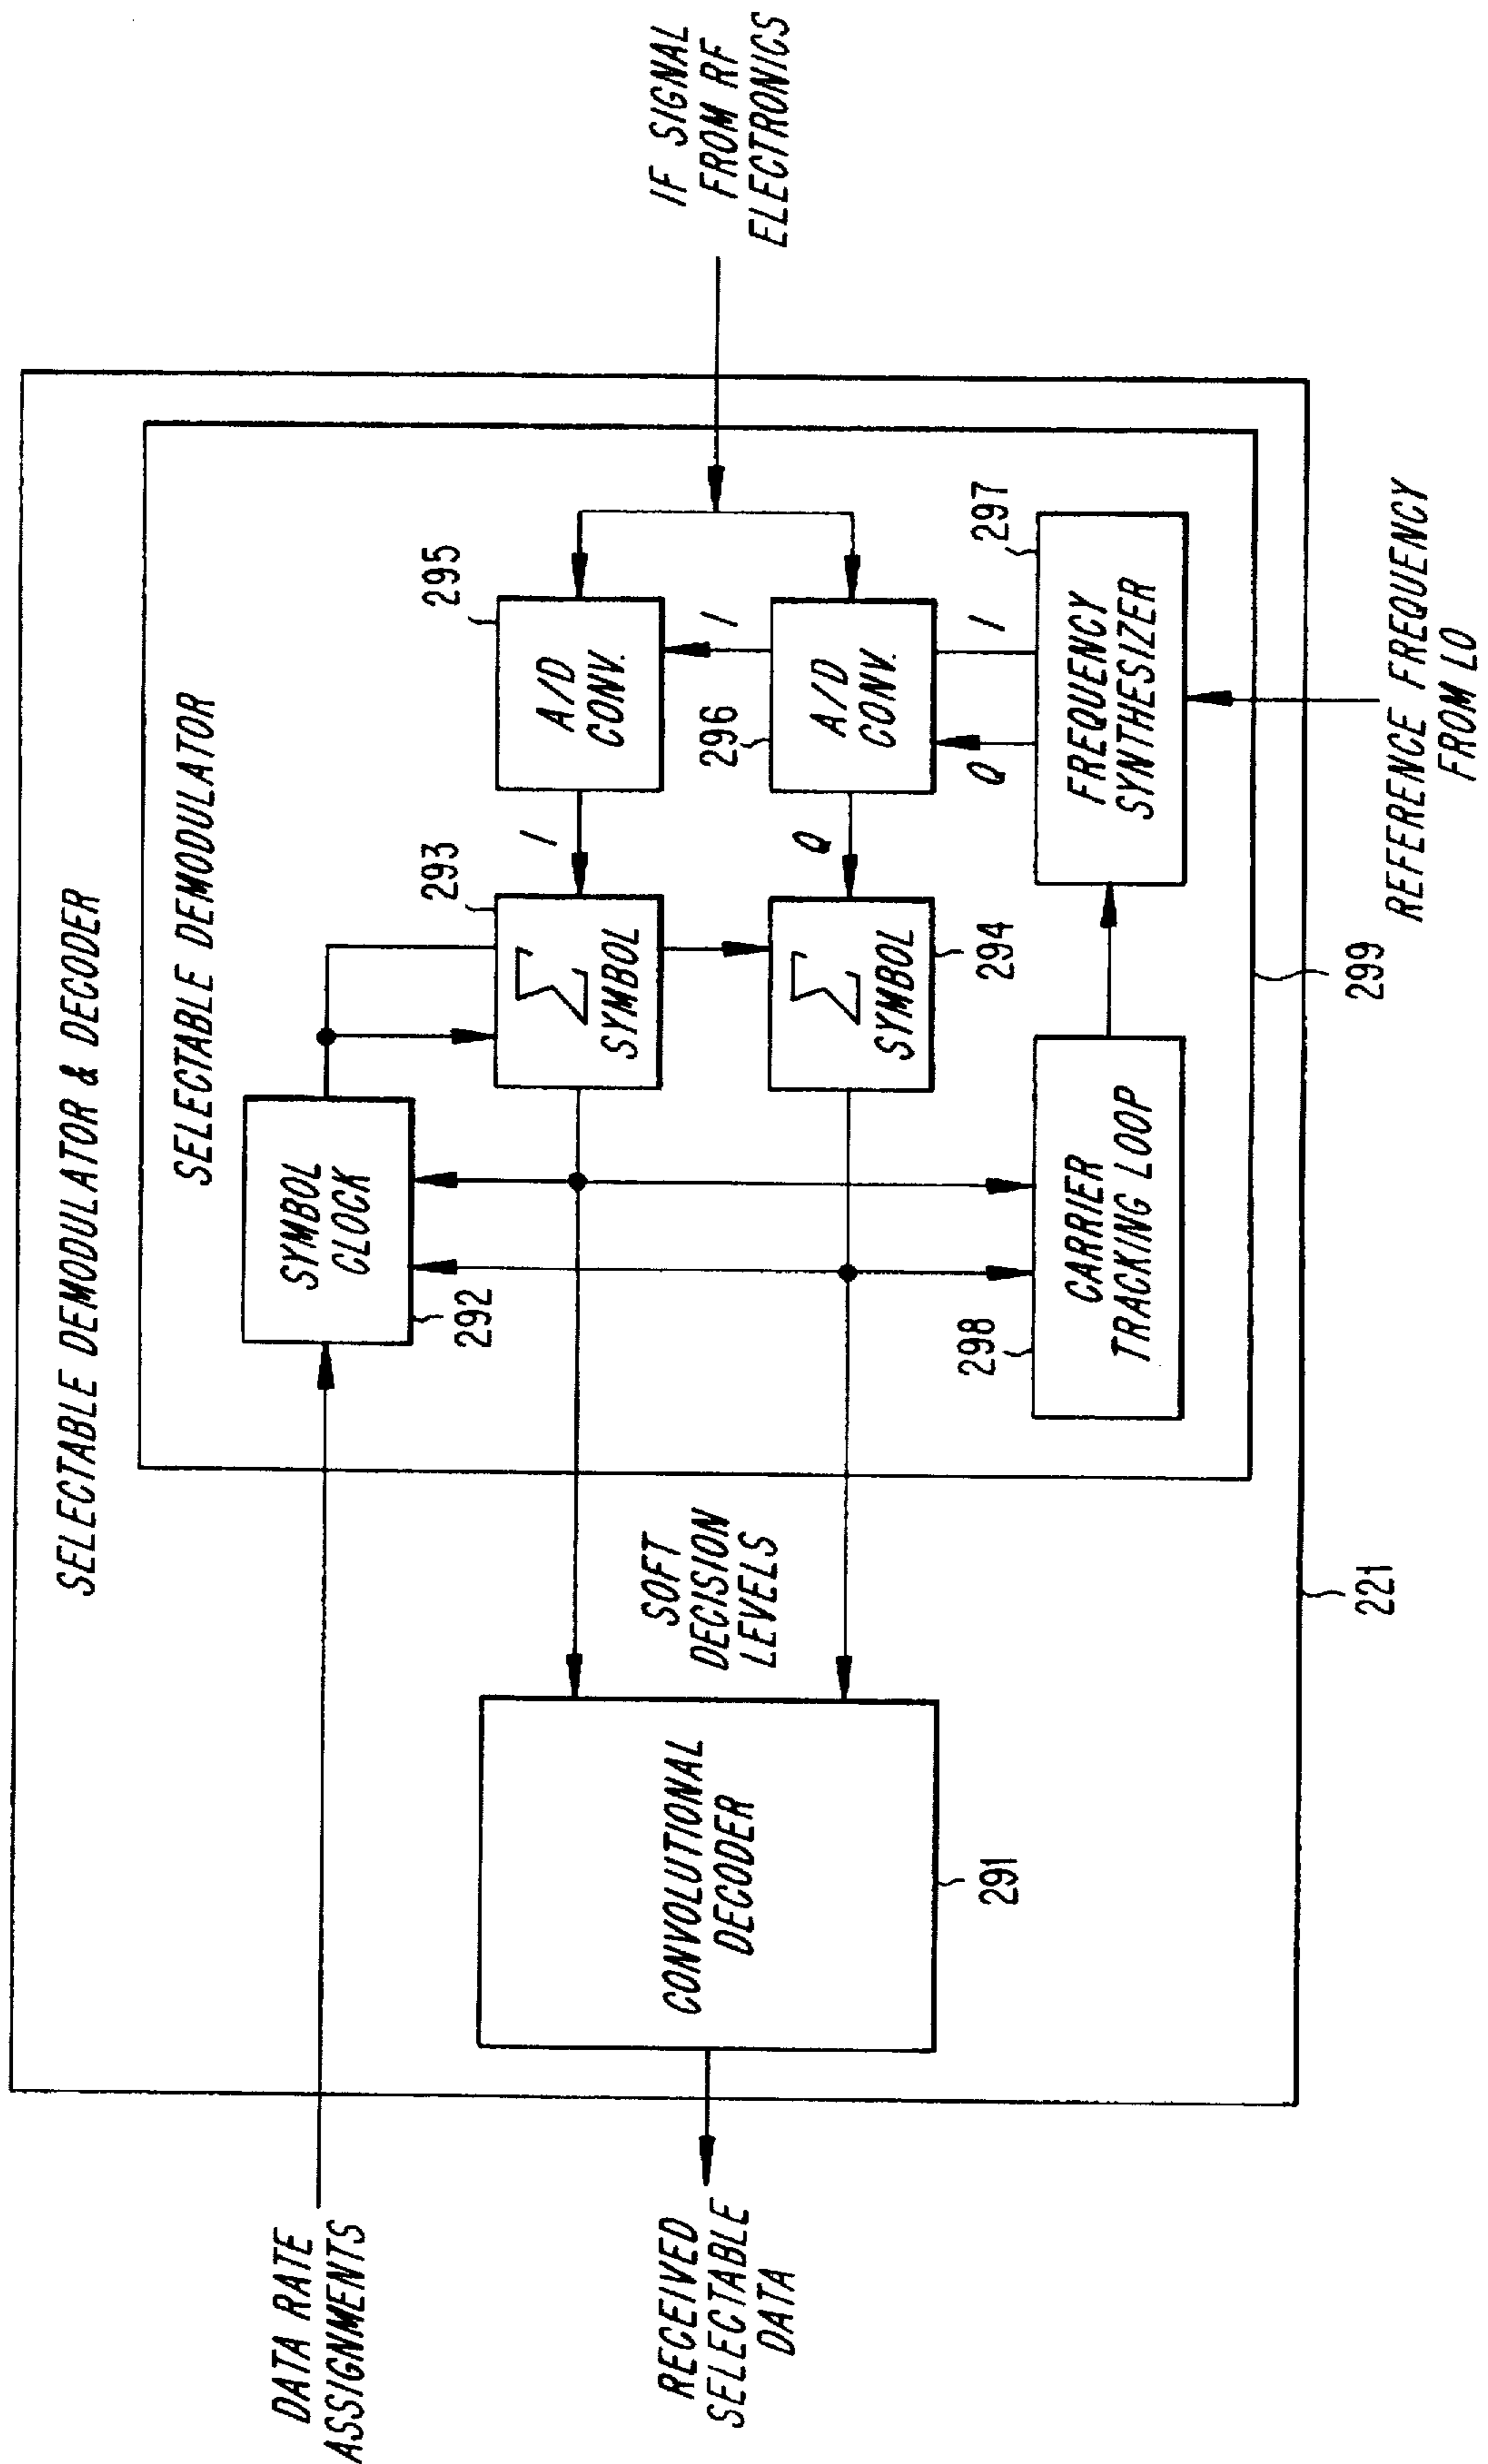 SELECTABLE DEMODULATOR & DECODER
SELECTABLE DEMODULATOR
DATA RATE
ASSIGNMENTS
SYMBOL
CLOCK
292
293
Σ
SYMBOL
I
295
A/D
CONV.
IF SIGNAL
FROM RF
ELECTRONICS
I
296
A/D
CONV.
Q
Σ
SYMBOL
294
SOFT
DECISION
LEVELS
CONVOLUTIONAL
DECODER
291
RECEIVED
SELECTABLE
DATA
Q
I
297
FREQUENCY
SYNTHESIZER
298
CARRIER
TRACKING LOOP
299
221
REFERENCE FREQUENCY
FROM LO